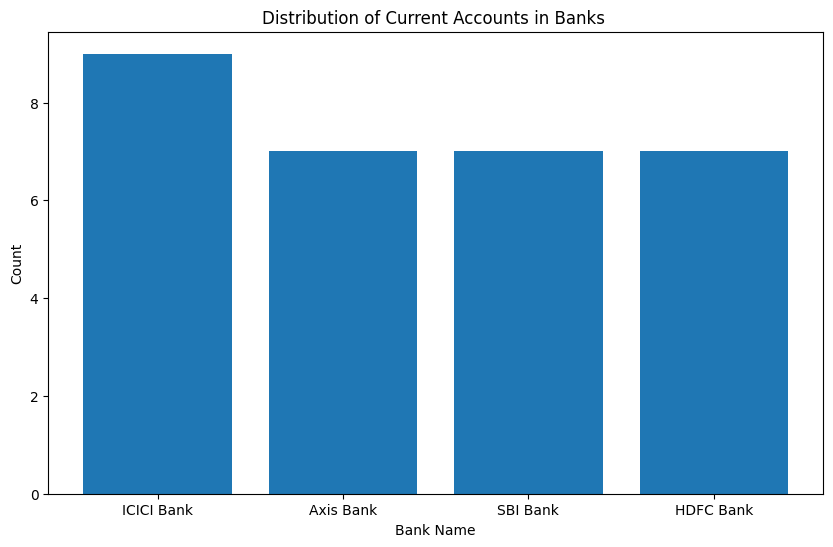 Distribution of Current Accounts in Banks
Count
8
6
4
2
0
ICICI Bank
Axis Bank
SBI Bank
HDFC Bank
Bank Name